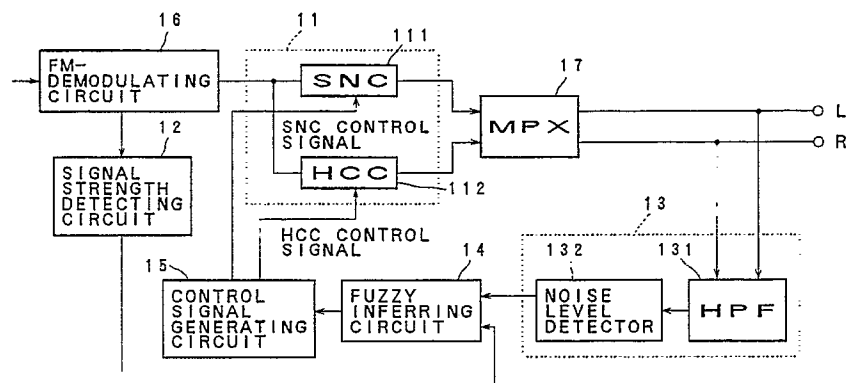 16
FM-
DEMODULATING
CIRCUIT
11
111
SNC
SNC CONTROL
SIGNAL
HCC
112
17
MPX
L
R
12
SIGNAL
STRENGTH
DETECTING
CIRCUIT
HCC CONTROL
SIGNAL
13
15
CONTROL
SIGNAL
GENERATING
CIRCUIT
14
FUZZY
INFERRING
CIRCUIT
132
NOISE
LEVEL
DETECTOR
131
HPF